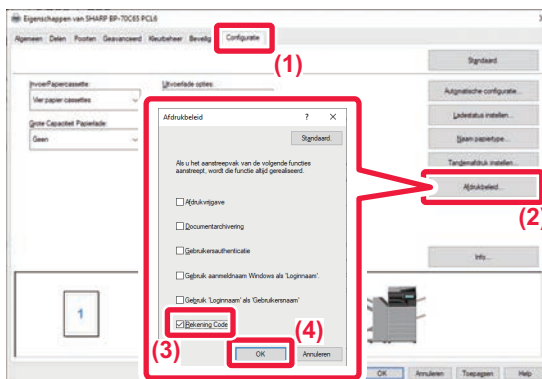 Eigenschappen van SHARP BP-70C65 PCL6
Algemeen Delen Poorten Geavanceerd Kleurbeheer Beveilig Configuratie
(1)
Standaard
InvoerPapercassette:
Uitvoerlade opties:
Vier papier cassettes
Grote Capaciteit Papierlade:
Geen
Automatische configuratie...
Ladestatus instellen...
Naam papiertype...
Tandemafdruk instellen...
Afdrukbeleid...
(2)
Info...
Afdrukbeleid ? ×
Standaard
Als u het aanstreepvak van de volgende functies
aanstreept, wordt die functie altijd gerealiseerd.
Afdrukvrijgave
Documentarchivering
Gebruikersauthenticatie
Gebruik aanmeldnaam Windows als 'Loginnaam'.
Gebruik 'Loginnaam' als 'Gebruikersnaam'
Rekening Code
(3)
(4)
OK Annuleren
1
OK Annuleren Toepassen Help